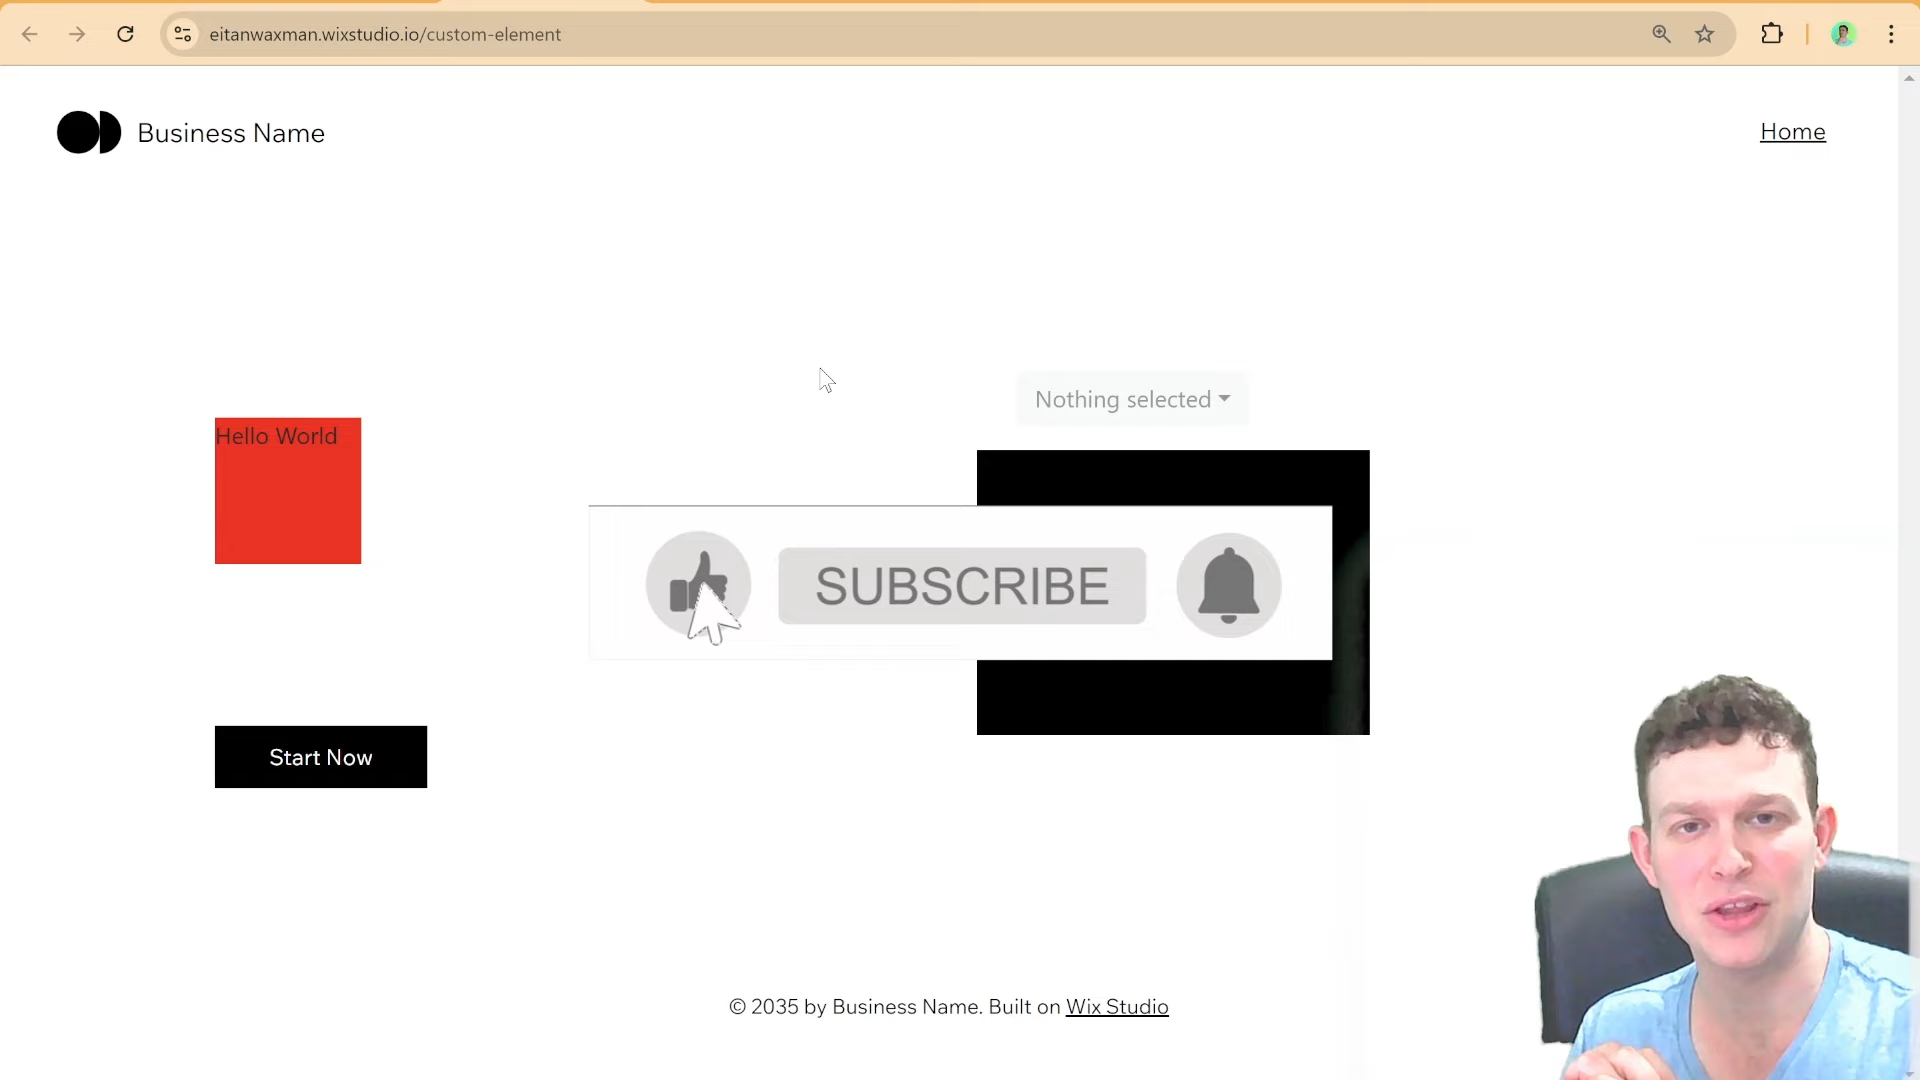 eitanwaxman.wixstudio.io/custom-element
Business Name
Home
Nothing selected
Hello World
SUBSCRIBE
Start Now
© 2035 by Business Name. Built on Wix Studio